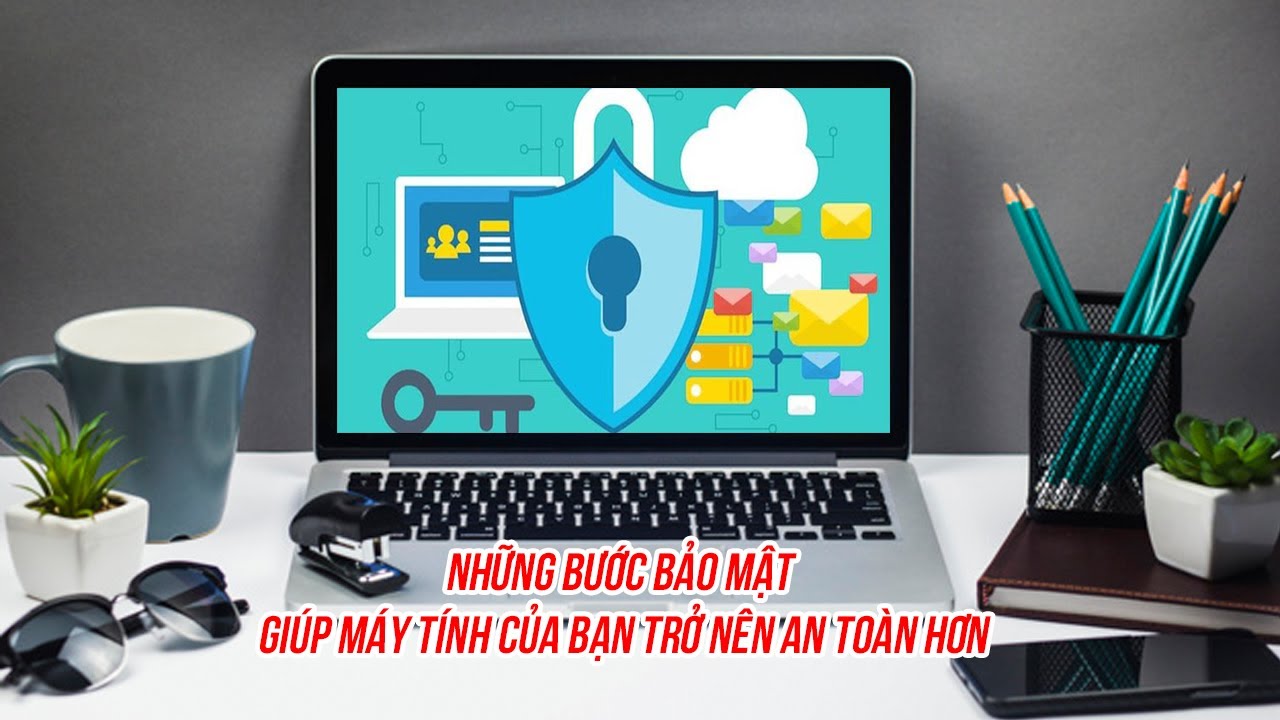 NHỮNG BƯỚC BẢO MẬT
GIÚP MÁY TÍNH CỦA BẠN TRỞ NÊN AN TOÀN HƠN